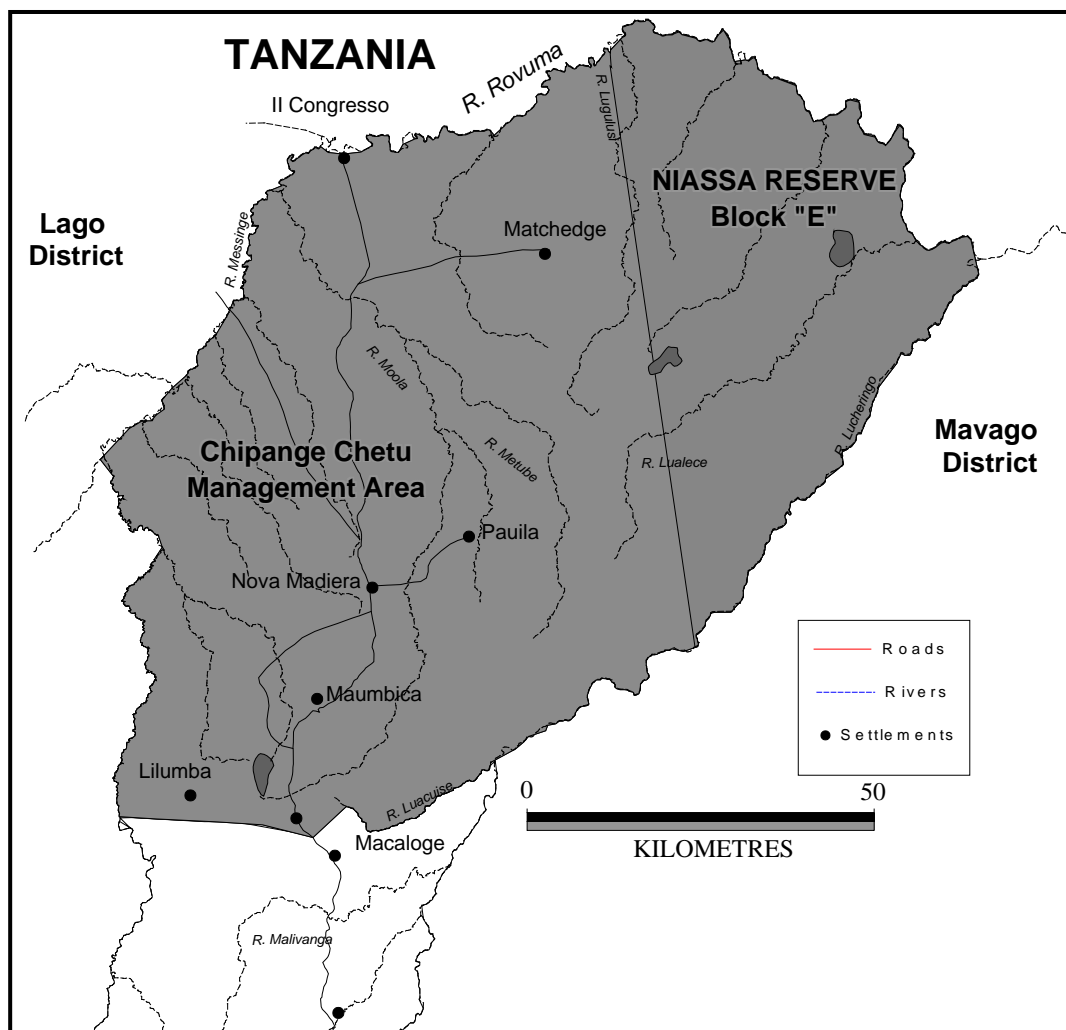 TANZANIA
R. Rovuma
II Congresso
R. Lugulusi
NIASSA RESERVE
Block "E"
Lago
District
R. Messinge
Matchedge
R. Moola
R. Lucheringo
Mavago
District
Chipange Chetu
Management Area
R. Metube
R. Lualece
Pauila
Nova Madiera
Roads
Rivers
Settlements
Maumbica
Lilumba
R. Luacuise
0 50
KILOMETRES
Macaloge
R. Malivanga